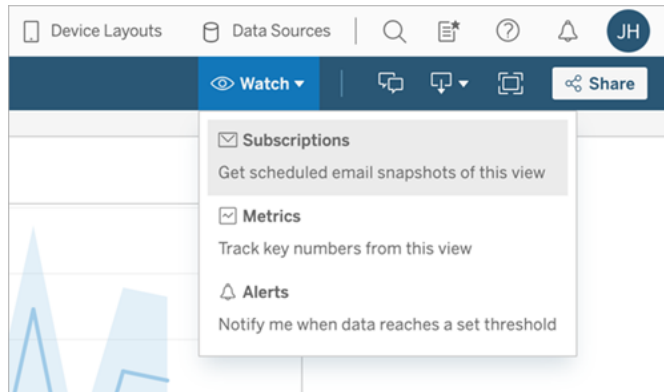 Device Layouts Data Sources JH
Watch Share
Subscriptions
Get scheduled email snapshots of this view
Metrics
Track key numbers from this view
Alerts
Notify me when data reaches a set threshold